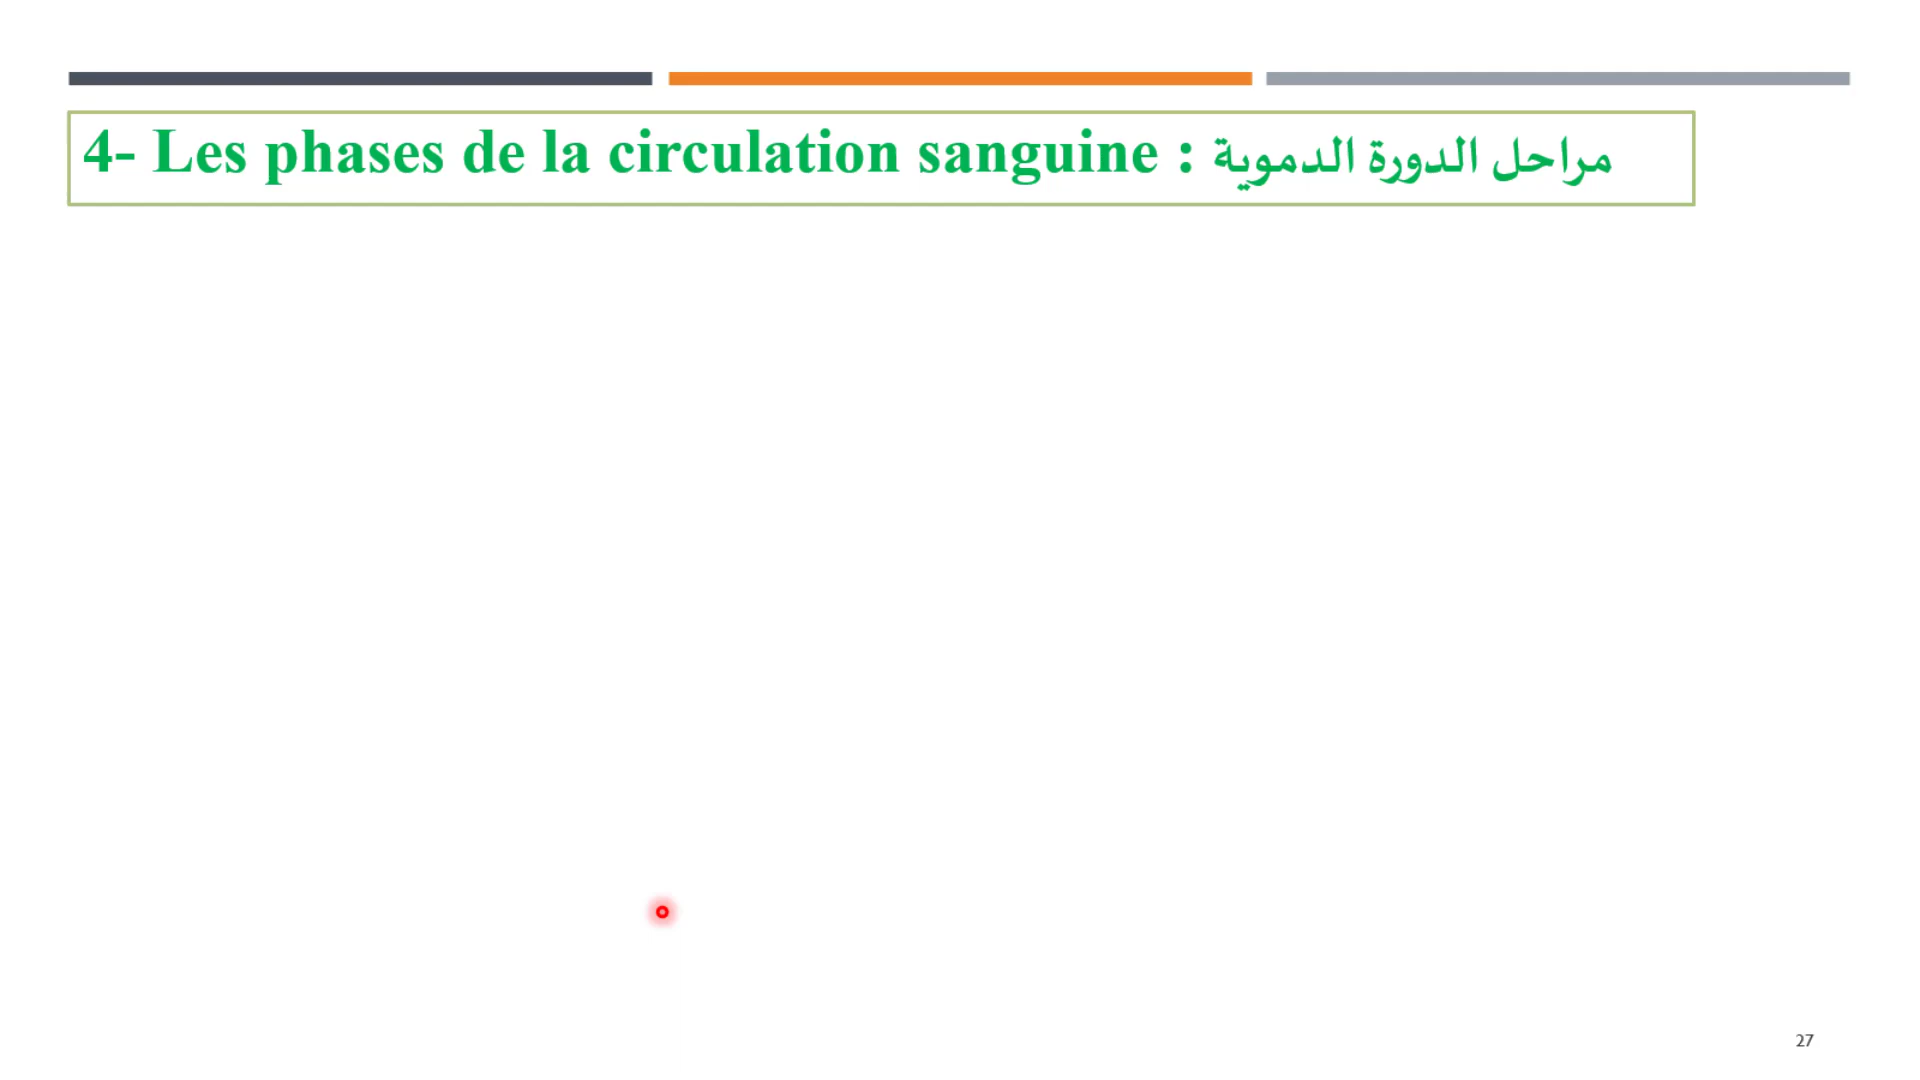 4- Les phases de la circulation sanguine : مراحل الدورة الدموية
27